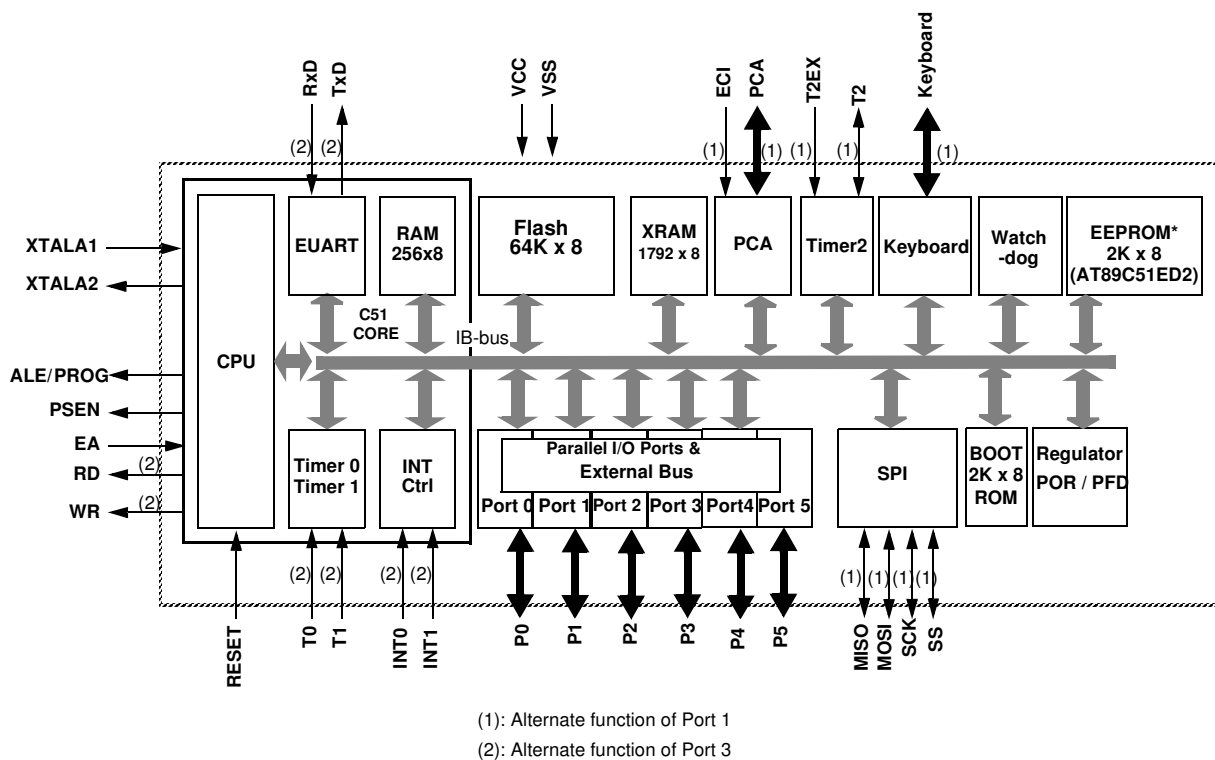 RxD
TxD
VCC
VSS
ECI
PCA
T2EX
T2
Keyboard
(2)
(2)
(1)
(1)
(1)
(1)
(1)
XTALA1
XTALA2
ALE/PROG
PSEN
EA
RD
(2)
WR
(2)
CPU
EUART
RAM
256x8
C51
CORE
IB-bus
Flash
64K x 8
XRAM
1792 x 8
PCA
Timer2
Keyboard
Watch
-dog
EEPROM*
2K x 8
(AT89C51ED2)
Timer 0
Timer 1
INT
Ctrl
Parallel I/O Ports &
External Bus
Port 0
Port 1
Port 2
Port 3
Port4
Port 5
SPI
BOOT
2K x 8
ROM
Regulator
POR / PFD
(2)
(2)
(2)
(2)
(1)
(1)
(1)
(1)
RESET
T0
T1
INT0
INT1
P0
P1
P2
P3
P4
P5
MISO
MOSI
SCK
SS
(1): Alternate function of Port 1
(2): Alternate function of Port 3